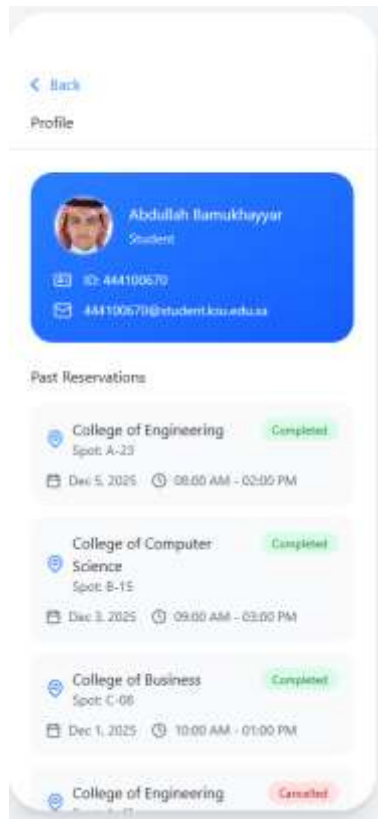 Back
Profile
Abdullah Bamukhayyar
Student
ID: 444100670
444100670@student.ksu.edu.sa
Past Reservations
College of Engineering
Completed
Spot: A-23
Dec 5, 2025 08:00 AM - 02:00 PM
College of Computer
Completed
Science
Spot: B-15
Dec 3, 2025 09:00 AM - 03:00 PM
College of Business
Completed
Spot: C-08
Dec 1, 2025 10:00 AM - 01:00 PM
College of Engineering
Cancelled